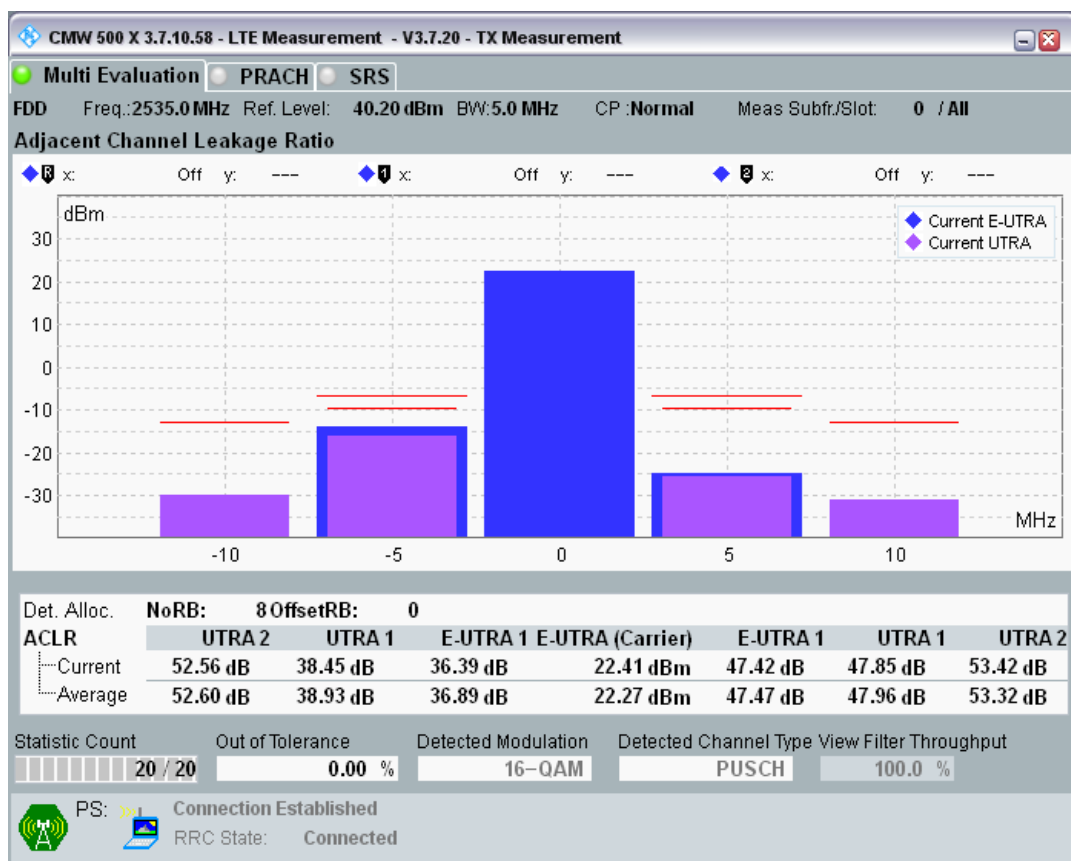 CMW 500 X 3.7.10.58 - LTE Measurement - V3.7.20 - TX Measurement
Multi Evaluation PRACH SRS
FDD Freq.:2535.0 MHz Ref. Level: 40.20 dBm BW:5.0 MHz CP :Normal Meas Subfr./Slot: 0 / All
Adjacent Channel Leakage Ratio
R x: Off y: --- 1 x: Off y: --- 2 x: Off y: ---
dBm
Current E-UTRA
Current UTRA
30
20
10
0
-10
-20
-30
MHz
-10 -5 0 5 10
Det. Alloc. NoRB: 8 OffsetRB: 0
ACLR UTRA 2 UTRA 1 E-UTRA 1 E-UTRA (Carrier) E-UTRA 1 UTRA 1 UTRA 2
Current 52.56 dB 38.45 dB 36.39 dB 22.41 dBm 47.42 dB 47.85 dB 53.42 dB
Average 52.60 dB 38.93 dB 36.89 dB 22.27 dBm 47.47 dB 47.96 dB 53.32 dB
Statistic Count Out of Tolerance Detected Modulation Detected Channel Type View Filter Throughput
20 / 20 0.00 % 16-QAM PUSCH 100.0 %
PS: Connection Established
RRC State: Connected